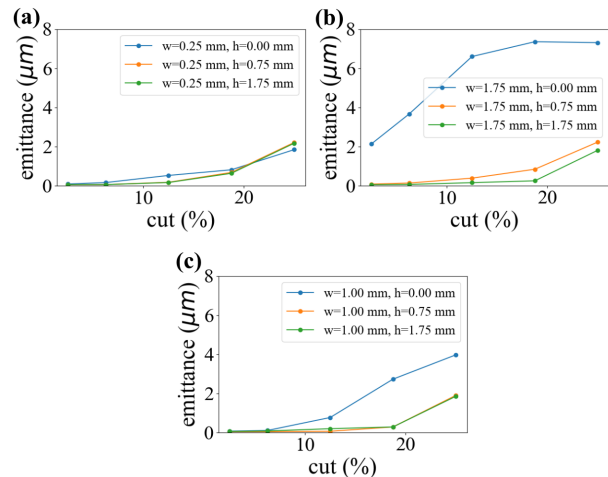 (a)
8
6
4
2
0
emittance (μm)
w=0.25 mm, h=0.00 mm
w=0.25 mm, h=0.75 mm
w=0.25 mm, h=1.75 mm
10
20
cut (%)
(b)
8
6
4
2
0
emittance (μm)
w=1.75 mm, h=0.00 mm
w=1.75 mm, h=0.75 mm
w=1.75 mm, h=1.75 mm
10
20
cut (%)
(c)
8
6
4
2
0
emittance (μm)
w=1.00 mm, h=0.00 mm
w=1.00 mm, h=0.75 mm
w=1.00 mm, h=1.75 mm
10
20
cut (%)